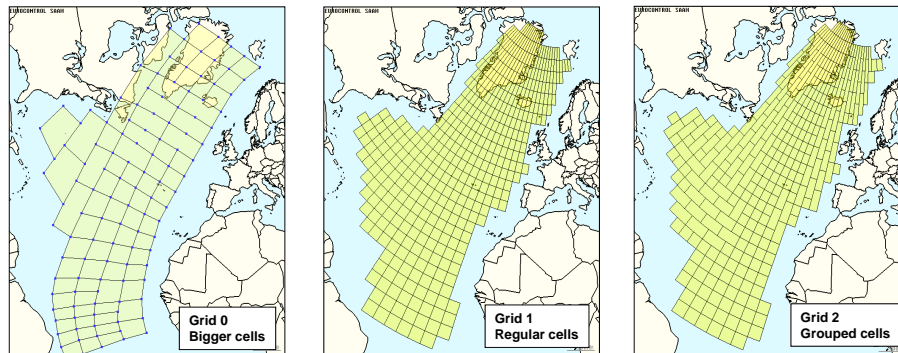 EUROCONTROL SAAM
EUROCONTROL SAAM
EUROCONTROL SAAM
Grid 0
Bigger cells
Grid 1
Regular cells
Grid 2
Grouped cells